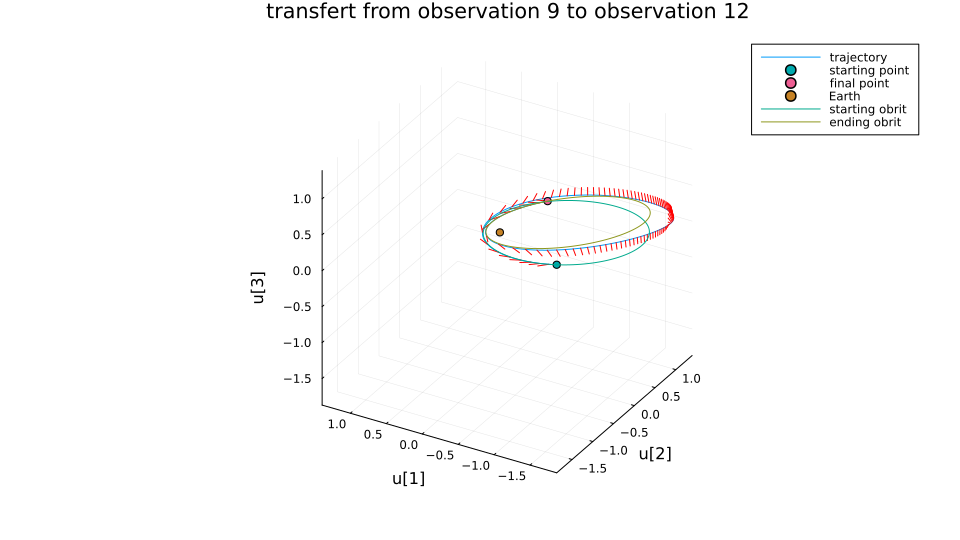 transfert from observation 9 to observation 12
trajectory
starting point
final point
Earth
starting obrit
ending obrit
1.0
0.5
0.0
−0.5
−1.0
−1.5
u[3]
1.0
0.5
0.0
−0.5
−1.0
−1.5
u[1]
1.0
0.5
0.0
−0.5
−1.0
−1.5
u[2]